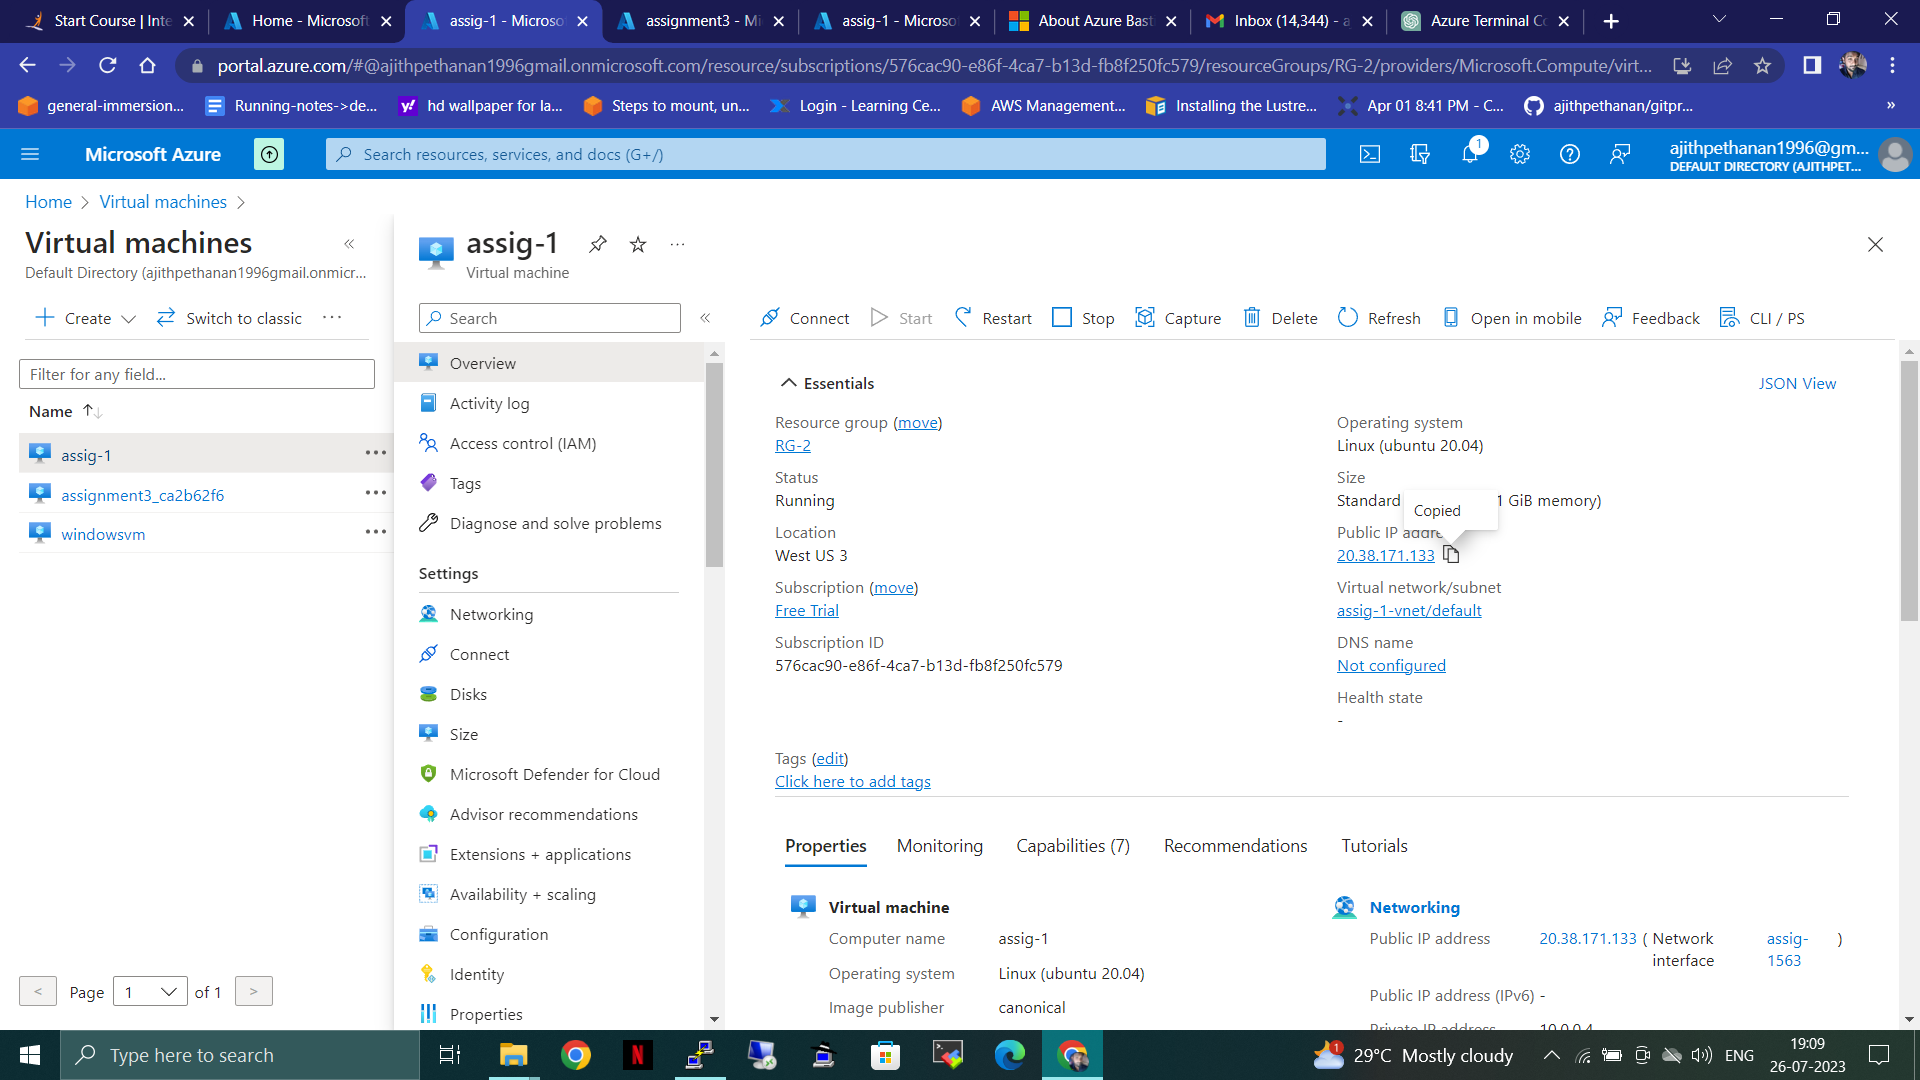 Start Course | Inte
Home - Microsoft
assig-1 - Microso
assignment3 - Mi
assig-1 - Microso
About Azure Bast
Inbox (14,344) - a
Azure Terminal Co
portal.azure.com/#@ajithpethanan1996gmail.onmicrosoft.com/resource/subscriptions/576cac90-e86f-4ca7-b13d-fb8f250fc579/resourceGroups/RG-2/providers/Microsoft.Compute/virt...
general-immersion...
Running-notes->de...
hd wallpaper for la...
Steps to mount, un...
Login - Learning Ce...
AWS Management...
Installing the Lustre...
Apr 01 8:41 PM - C...
ajithpethanan/gitpr...
»
Microsoft Azure
Search resources, services, and docs (G+/)
1
ajithpethanan1996@gm...
DEFAULT DIRECTORY (AJITHPET...
Home > Virtual machines >
Virtual machines
Default Directory (ajithpethanan1996gmail.onmicr...
Create
Switch to classic
Filter for any field...
Name
assig-1
assignment3_ca2b62f6
windowsvm
< Page 1 of 1 >
assig-1
Virtual machine
Search
Overview
Activity log
Access control (IAM)
Tags
Diagnose and solve problems
Settings
Networking
Connect
Disks
Size
Microsoft Defender for Cloud
Advisor recommendations
Extensions + applications
Availability + scaling
Configuration
Identity
Properties
Connect
Start
Restart
Stop
Capture
Delete
Refresh
Open in mobile
Feedback
CLI / PS
Essentials
JSON View
Resource group (move)
RG-2
Status
Running
Location
West US 3
Subscription (move)
Free Trial
Subscription ID
576cac90-e86f-4ca7-b13d-fb8f250fc579
Operating system
Linux (ubuntu 20.04)
Size
Standard 1 GiB memory)
Copied
Public IP addre
20.38.171.133
Virtual network/subnet
assig-1-vnet/default
DNS name
Not configured
Health state
-
Tags (edit)
Click here to add tags
Properties
Monitoring
Capabilities (7)
Recommendations
Tutorials
Virtual machine
Computer name assig-1
Operating system Linux (ubuntu 20.04)
Image publisher canonical
Networking
Public IP address 20.38.171.133 ( Network interface assig-1563 )
Public IP address (IPv6) -
Private IP address 10.0.0.4
Type here to search
1
29°C Mostly cloudy
ENG
19:09
26-07-2023